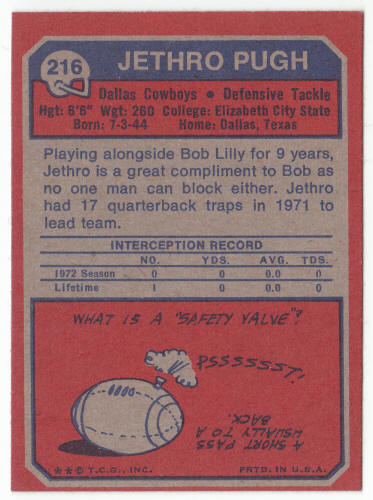 216
JETHRO PUGH
Dallas Cowboys • Defensive Tackle
Hgt: 6'6" Wgt: 260 College: Elizabeth City State
Born: 7-3-44 Home: Dallas, Texas
Playing alongside Bob Lilly for 9 years,
Jethro is a great compliment to Bob as
no one man can block either. Jethro
had 17 quarterback traps in 1971 to
lead team.
INTERCEPTION RECORD
NO. YDS. AVG. TDS.
1972 Season 0 0 0.0 0
Lifetime 1 0 0.0 0
WHAT IS A "SAFETY VALVE"?
PSSSSSSST!
A SHORT PASS
USUALLY TO A
BACK.
**© T.C.G., INC. PRTD. IN U.S.A.